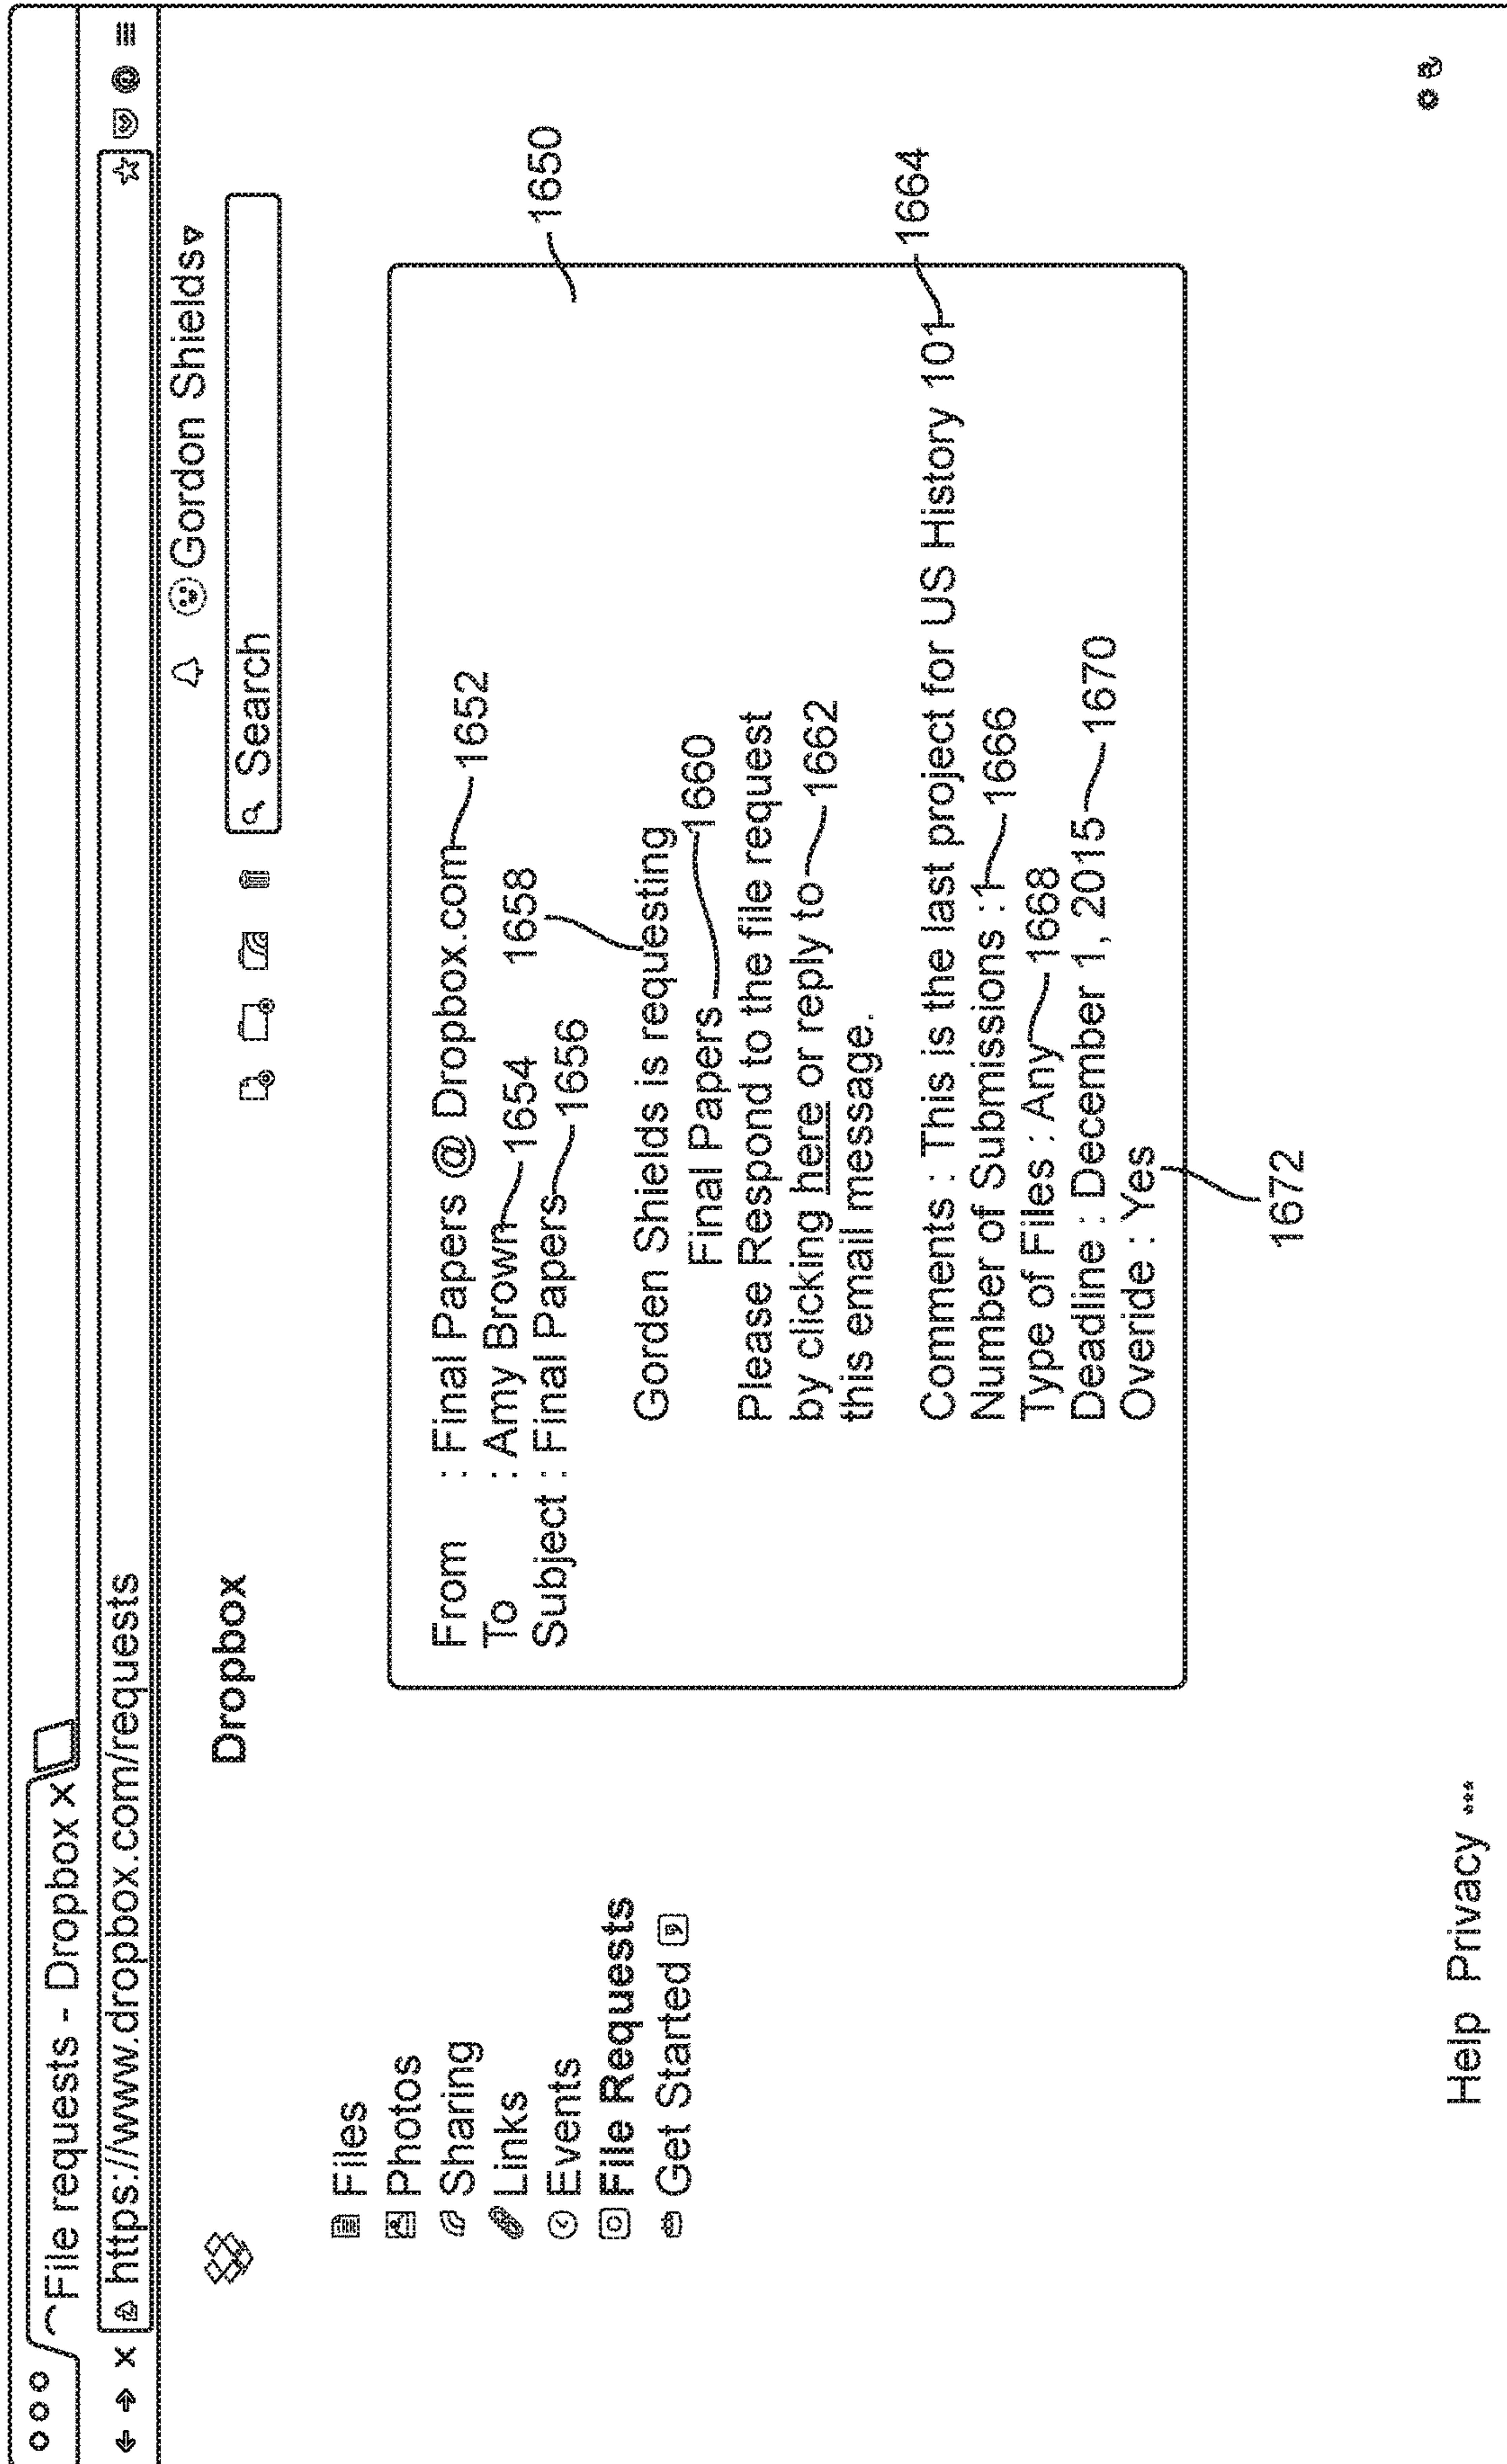 File requests - Dropbox X
https://www.dropbox.com/requests
Gordon Shields
Dropbox
Search
Files
Photos
Sharing
Links
Events
File Requests
Get Started
From : Final Papers @ Dropbox.com 1652
To : Amy Brown 1654
Subject : Final Papers 1656
1658
1650
Gorden Shields is requesting
Final Papers 1660
Please Respond to the file request
by clicking here or reply to 1662
this email message.
Comments : This is the last project for US History 101 1664
Number of Submissions :1 1666
Type of Files : Any 1668
Deadline : December 1, 2015 1670
Overide : Yes
1672
Help Privacy